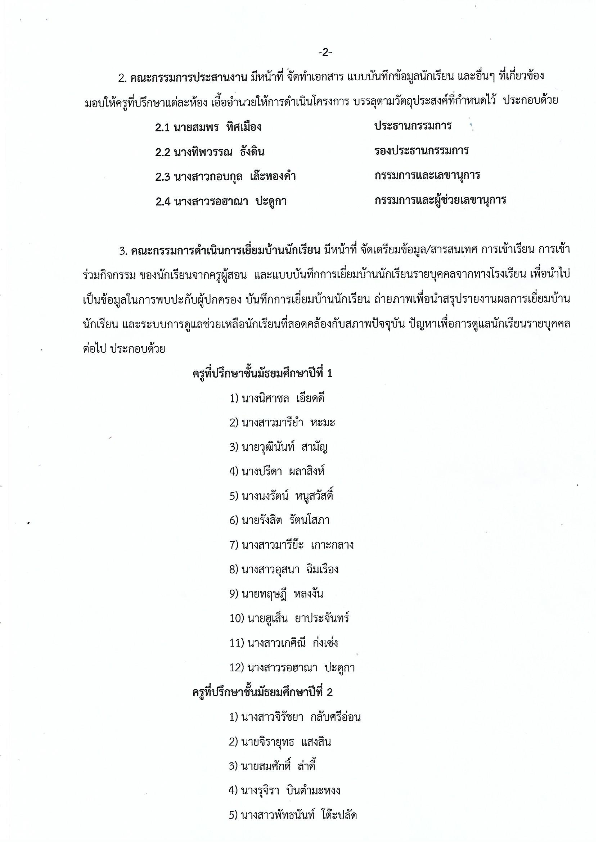 -2-
2. คณะกรรมการประสานงาน มีหน้าที่ จัดทำเอกสาร แบบบันทึกข้อมูลนักเรียน และอื่นๆ ที่เกี่ยวข้อง
มอบให้ครูที่ปรึกษาแต่ละห้อง เอื้ออำนวยให้การดำเนินโครงการ บรรลุตามวัตถุประสงค์ที่กำหนดไว้ ประกอบด้วย
2.1 นายสมพร ทิศเมือง ประธานกรรมการ
2.2 นางทิพวรรณ ธังดิน รองประธานกรรมการ
2.3 นางสาวกอบกุล เส๊ะทองคำ กรรมการและเลขานุการ
2.4 นางสาวรอฮาณา ปะดูกา กรรมการและผู้ช่วยเลขานุการ
3. คณะกรรมการดำเนินการเยี่ยมบ้านนักเรียน มีหน้าที่ จัดเตรียมข้อมูล/สารสนเทศ การเข้าเรียน การเข้า
ร่วมกิจกรรม ของนักเรียนจากครูผู้สอน และแบบบันทึกการเยี่ยมบ้านนักเรียนรายบุคคลจากทางโรงเรียน เพื่อนำไป
เป็นข้อมูลในการพบปะกับผู้ปกครอง บันทึกการเยี่ยมบ้านนักเรียน ถ่ายภาพเพื่อนำสรุปรายงานผลการเยี่ยมบ้าน
นักเรียน และระบบการดูแลช่วยเหลือนักเรียนที่สอดคล้องกับสภาพปัจจุบัน ปัญหาเพื่อการดูแลนักเรียนรายบุคคล
ต่อไป ประกอบด้วย
ครูที่ปรึกษาชั้นมัธยมศึกษาปีที่ 1
1) นางนิศาชล เอียดดี
2) นางสาวมารียำ หะมะ
3) นายวุฒินันท์ สามัญ
4) นางปรีดา ผลาสิงห์
5) นางนงรัตน์ หนูสวัสดิ์
6) นายรังสิต รัตนโสภา
7) นางสาวมารีย๊ะ เกาะกลาง
8) นางสาวอุสนา ฉิมเรือง
9) นายทฤษฎี หลงงัน
10) นายฮูเส็น ยาประจันทร์
11) นางสาวเกศิณี ก่งเซ่ง
12) นางสาวรอฮาณา ปะดูกา
ครูที่ปรึกษาชั้นมัธยมศึกษาปีที่ 2
1) นางสาวจิรัชยา กลับศรีอ่อน
2) นายจิรายุทธ แสงสิน
3) นายสมศักดิ์ ล่าดี้
4) นางรุจิรา บินตำมะหงง
5) นางสาวพัทธนันท์ โต๊ะปลัด